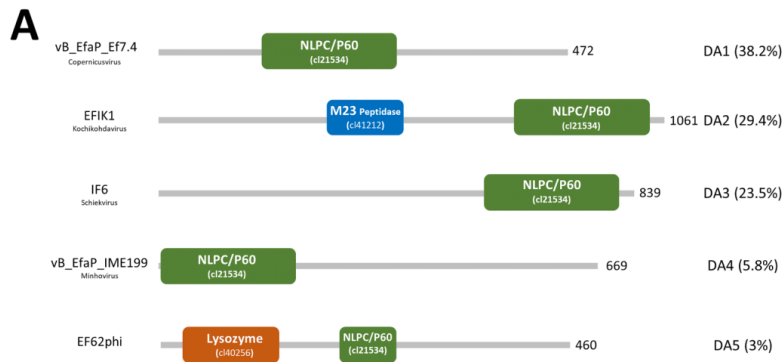 A
vB_EfaP_Ef7.4
Copernicusvirus
NLPC/P60
(cl21534)
472
DA1 (38.2%)
EFIK1
Kochikohdavirus
M23 Peptidase
(cl41212)
NLPC/P60
(cl21534)
1061
DA2 (29.4%)
IF6
Schiekvirus
NLPC/P60
(cl21534)
839
DA3 (23.5%)
vB_EfaP_IME199
Minhovirus
NLPC/P60
(cl21534)
669
DA4 (5.8%)
EF62phi
Lysozyme
(cl40256)
NLPC/P60
(cl21534)
460
DA5 (3%)